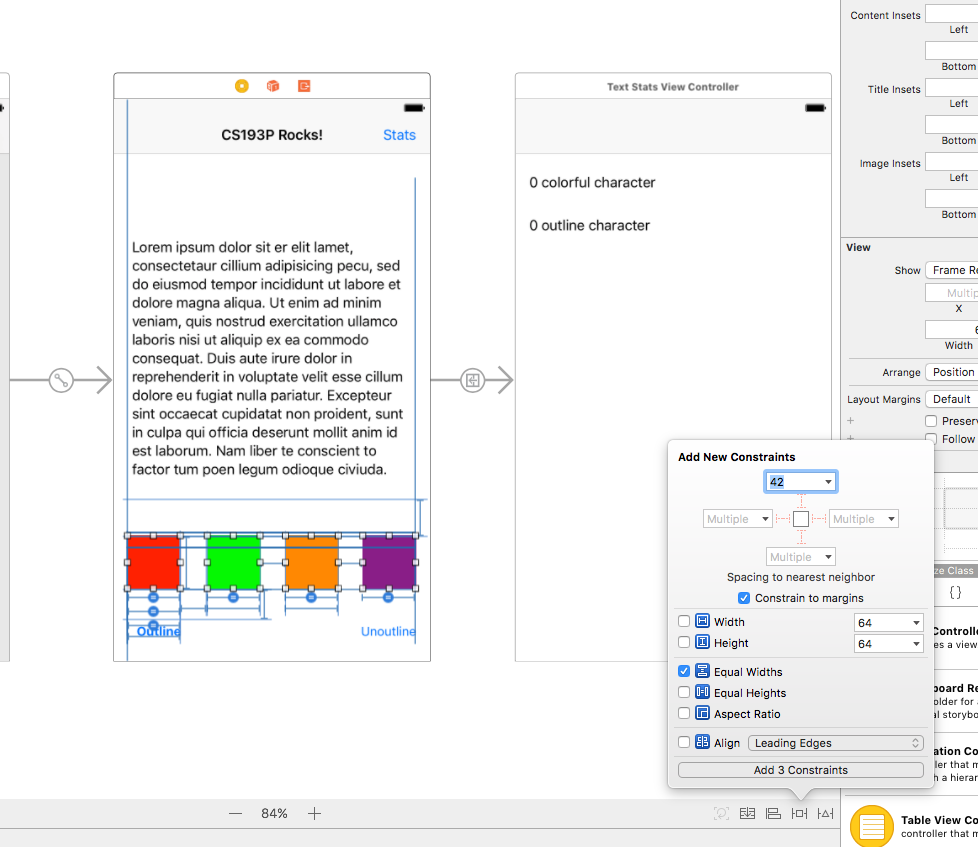 Content Insets
Left
Bottom
Title Insets
Left
Bottom
Image Insets
Left
Bottom
Text Stats View Controller
CS193P Rocks!
Stats
0 colorful character
0 outline character
Lorem ipsum dolor sit er elit lamet,
consectetaur cillium adipisicing pecu, sed
do eiusmod tempor incididunt ut labore et
dolore magna aliqua. Ut enim ad minim
veniam, quis nostrud exercitation ullamco
laboris nisi ut aliquip ex ea commodo
consequat. Duis aute irure dolor in
reprehenderit in voluptate velit esse cillum
dolore eu fugiat nulla pariatur. Excepteur
sint occaecat cupidatat non proident, sunt
in culpa qui officia deserunt mollit anim id
est laborum. Nam liber te conscient to
factor tum poen legum odioque civiuda.
Outline
Unoutline
View
Show
Frame Re
Multip
X
6
Width
Arrange
Position
Layout Margins
Default
Preserv
Follow
Add New Constraints
42
Multiple
Multiple
Multiple
Spacing to nearest neighbor
Constrain to margins
Width
64
Height
64
Equal Widths
Equal Heights
Aspect Ratio
Align
Leading Edges
Add 3 Constraints
ze Class
{ }
Controlle
es a view
board Re
older for a
al storybo
ation Co
ler that m
h a hierar
Table View Co
controller that m
84%